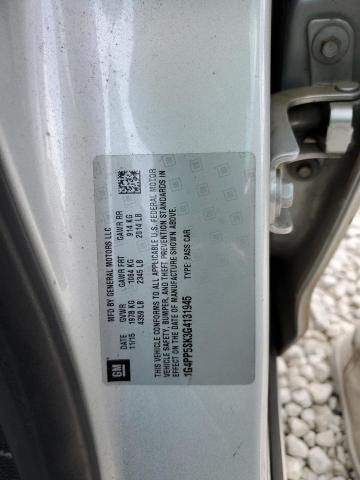 MFD BY GENERAL MOTORS LLC
DATE GVWR GAWR FRT GAWR RR
11/15 1978 KG 1064 KG 914 KG
4399 LB 2345 LB 2014 LB
THIS VEHICLE CONFORMS TO ALL APPLICABLE U.S. FEDERAL MOTOR
VEHICLE SAFETY, BUMPER, AND THEFT PREVENTION STANDARDS IN
EFFECT ON THE DATE OF MANUFACTURE SHOWN ABOVE.
1G4PP5SK3G4131945 TYPE: PASS CAR
GM